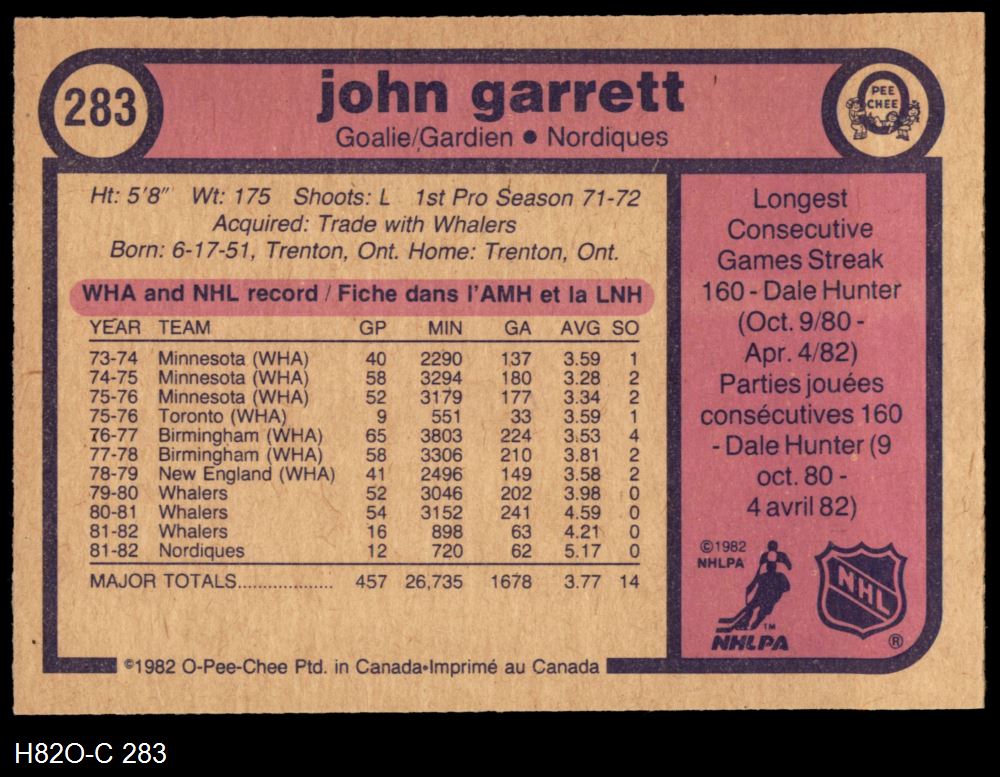 283
john garrett
Goalie/Gardien ● Nordiques
PEE
CHEE
Ht: 5'8" Wt: 175 Shoots: L 1st Pro Season 71-72
Acquired: Trade with Whalers
Born: 6-17-51, Trenton, Ont. Home: Trenton, Ont.
WHA and NHL record / Fiche dans l'AMH et la LNH
YEAR TEAM GP MIN GA AVG SO
73-74 Minnesota (WHA) 40 2290 137 3.59 1
74-75 Minnesota (WHA) 58 3294 180 3.28 2
75-76 Minnesota (WHA) 52 3179 177 3.34 2
75-76 Toronto (WHA) 9 551 33 3.59 1
76-77 Birmingham (WHA) 65 3803 224 3.53 4
77-78 Birmingham (WHA) 58 3306 210 3.81 2
78-79 New England (WHA) 41 2496 149 3.58 2
79-80 Whalers 52 3046 202 3.98 0
80-81 Whalers 54 3152 241 4.59 0
81-82 Whalers 16 898 63 4.21 0
81-82 Nordiques 12 720 62 5.17 0
MAJOR TOTALS.................. 457 26,735 1678 3.77 14
©1982 O-Pee-Chee Ptd. in Canada•Imprimé au Canada
Longest
Consecutive
Games Streak
160 - Dale Hunter
(Oct. 9/80 -
Apr. 4/82)
Parties jouées
consécutives 160
- Dale Hunter (9
oct. 80 -
4 avril 82)
©1982
NHLPA
TM
NHLPA
NHL
®
H82O-C 283